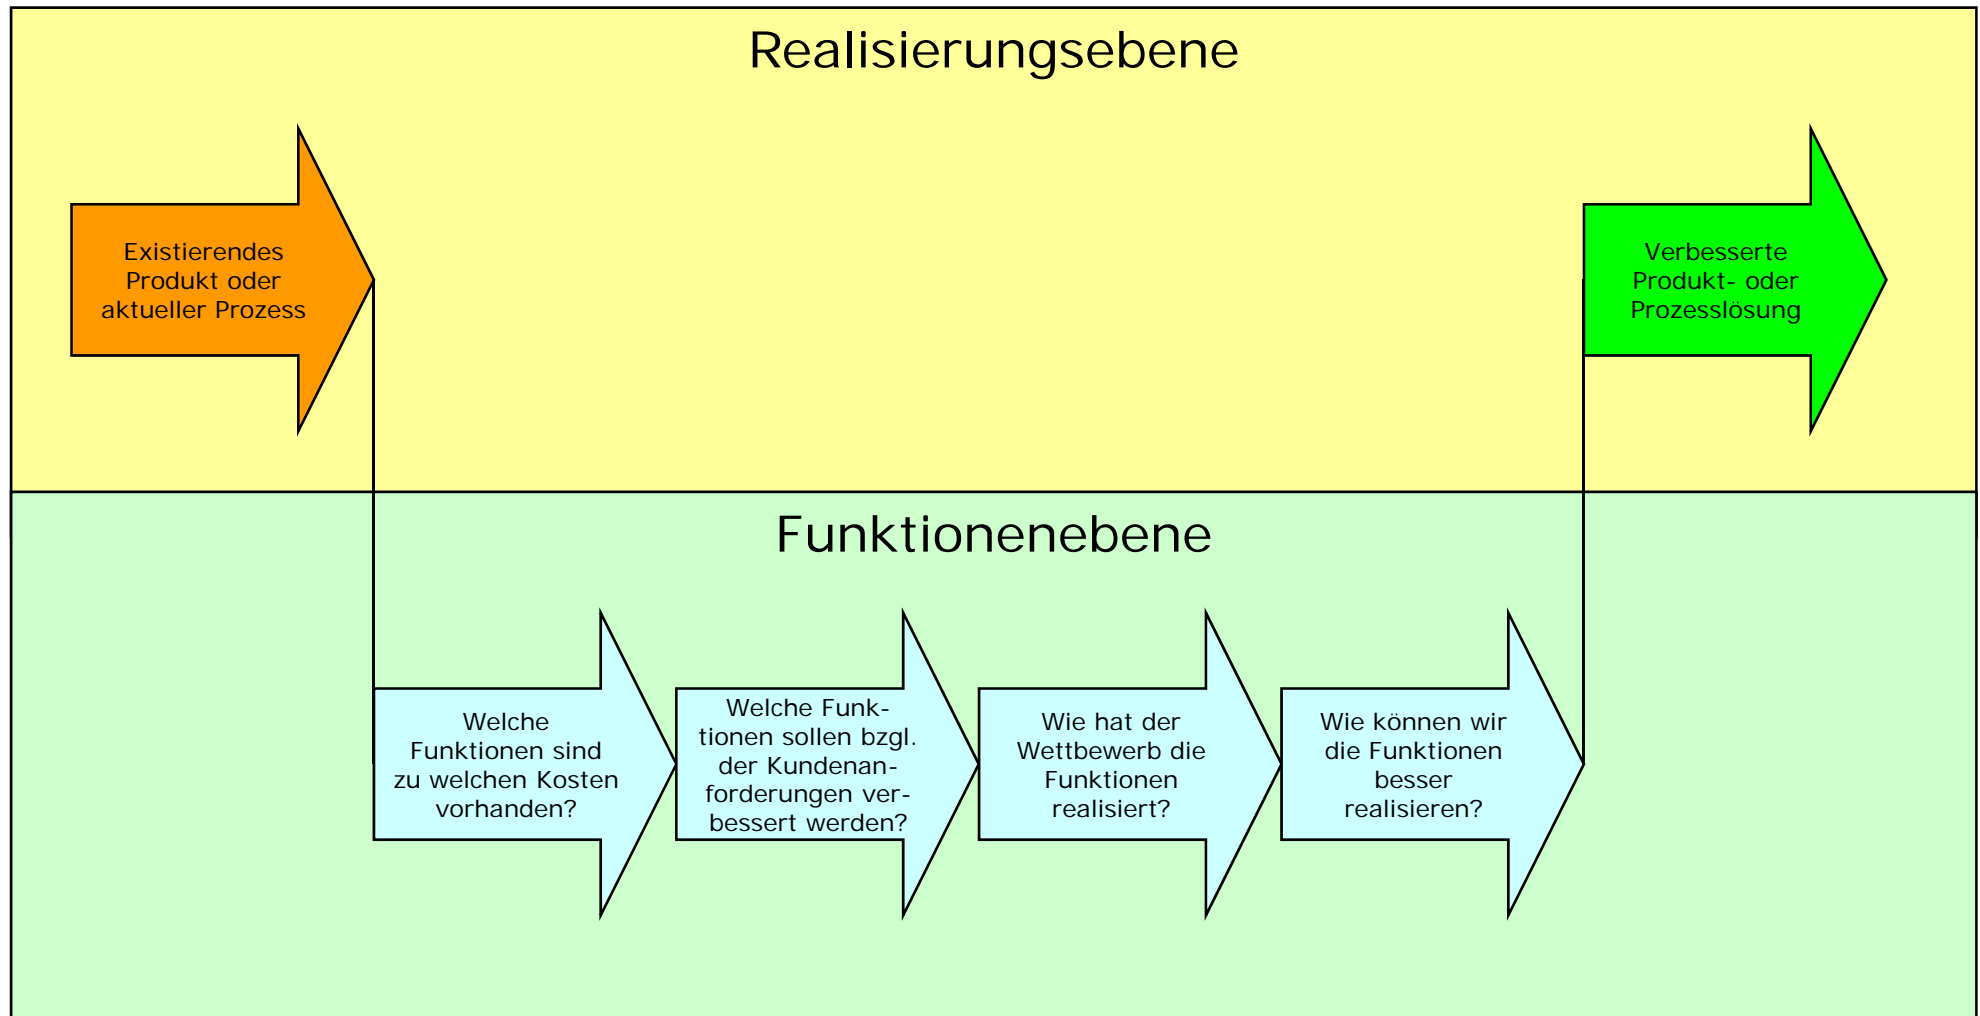 Realisierungsebene
Existierendes
Produkt oder
aktueller Prozess
Verbesserte
Produkt- oder
Prozesslösung
Funktionenebene
Welche
Funktionen sind
zu welchen Kosten
vorhanden?
Welche Funk-
tionen sollen bzgl.
der Kundenan-
forderungen ver-
bessert werden?
Wie hat der
Wettbewerb die
Funktionen
realisiert?
Wie können wir
die Funktionen
besser
realisieren?